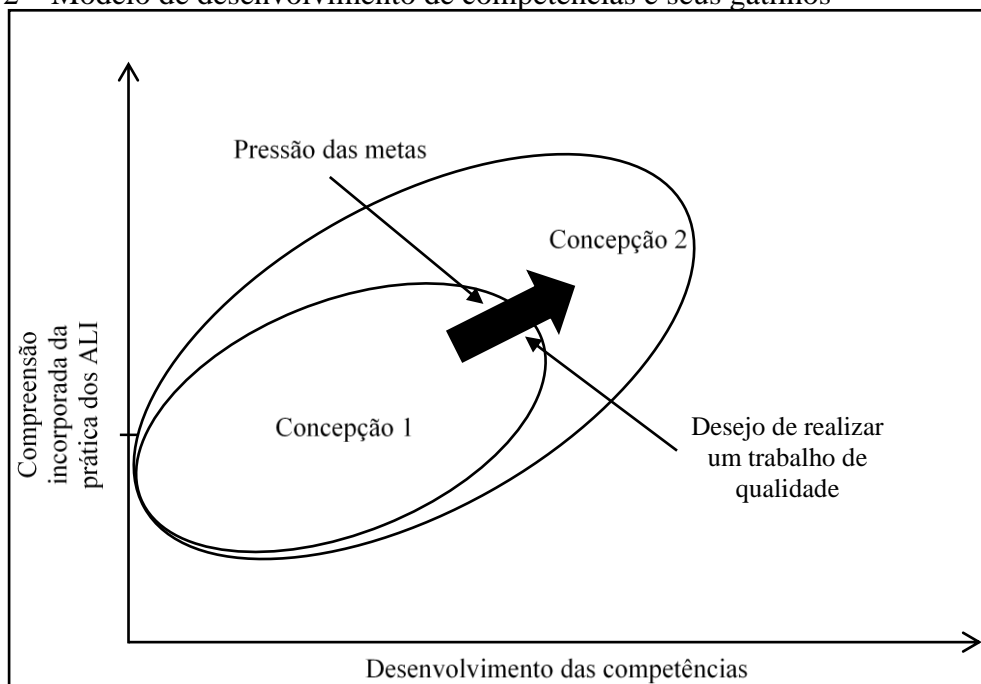 2 – Modelo de desenvolvimento de competências e seus gatilhos
Pressão das metas
Concepção 2
Concepção 1
Desejo de realizar
um trabalho de
qualidade
Compreensão
incorporada da
prática dos ALI
Desenvolvimento das competências